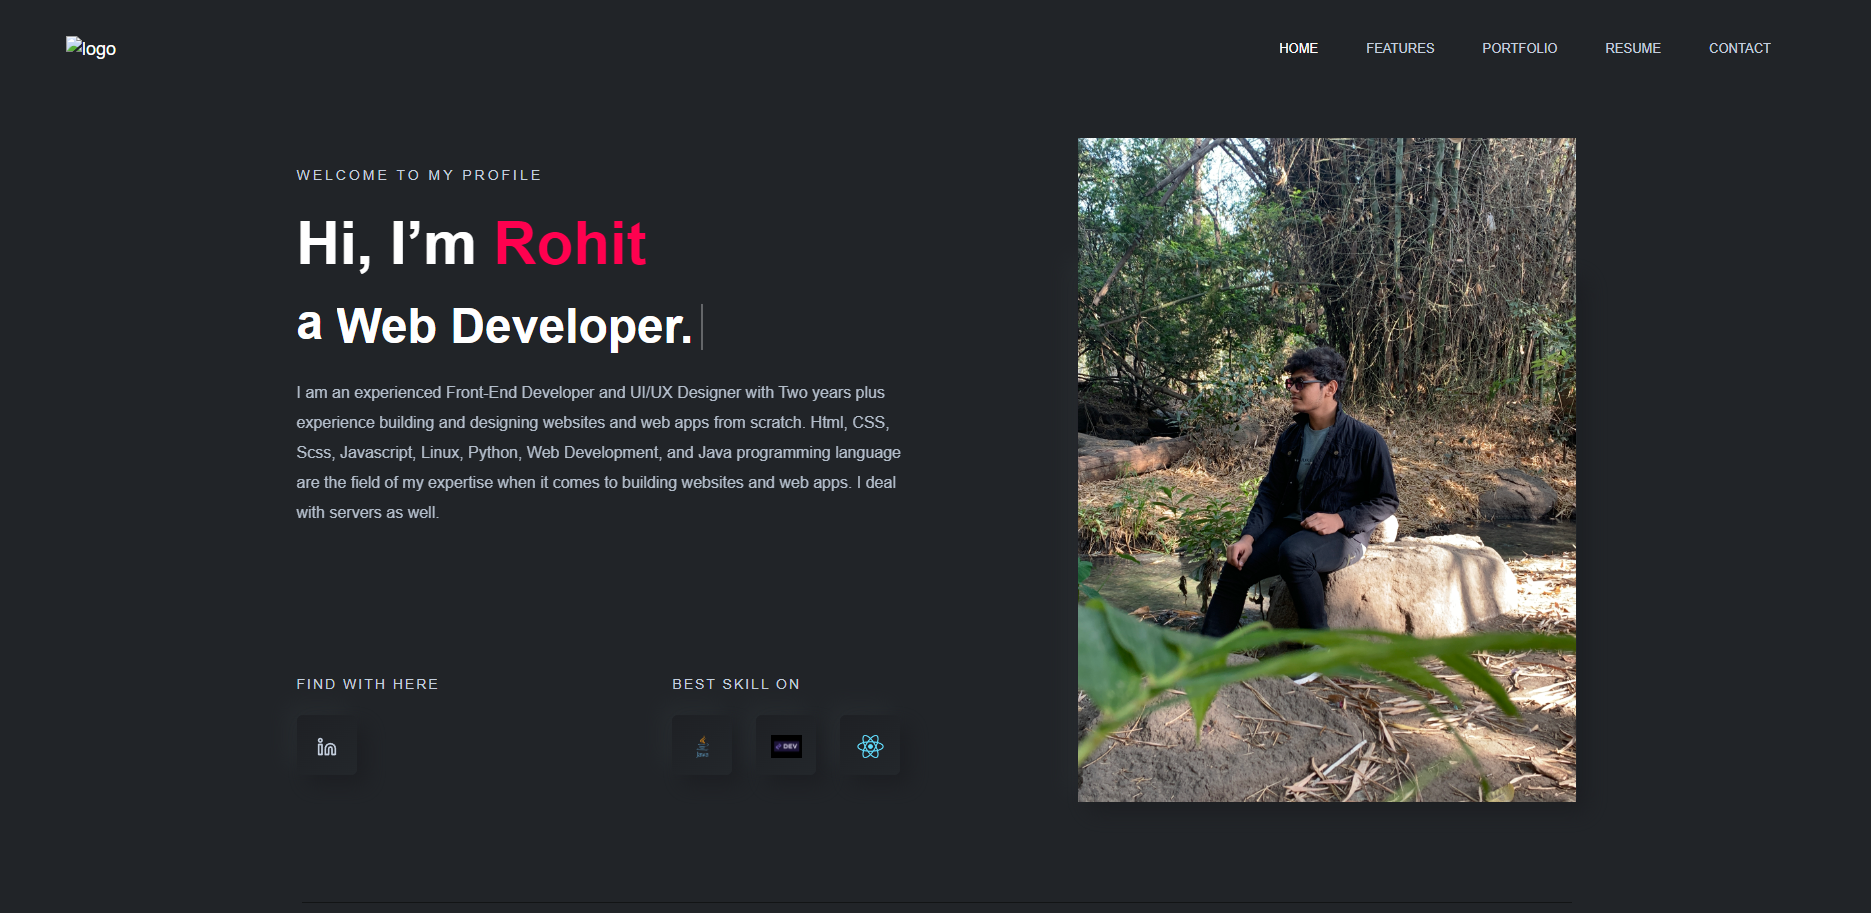 logo
HOME FEATURES PORTFOLIO RESUME CONTACT
WELCOME TO MY PROFILE
Hi, I’m Rohit
a Web Developer.
I am an experienced Front-End Developer and UI/UX Designer with Two years plus
experience building and designing websites and web apps from scratch. Html, CSS,
Scss, Javascript, Linux, Python, Web Development, and Java programming language
are the field of my expertise when it comes to building websites and web apps. I deal
with servers as well.
FIND WITH HERE
BEST SKILL ON
in
Java
DEV